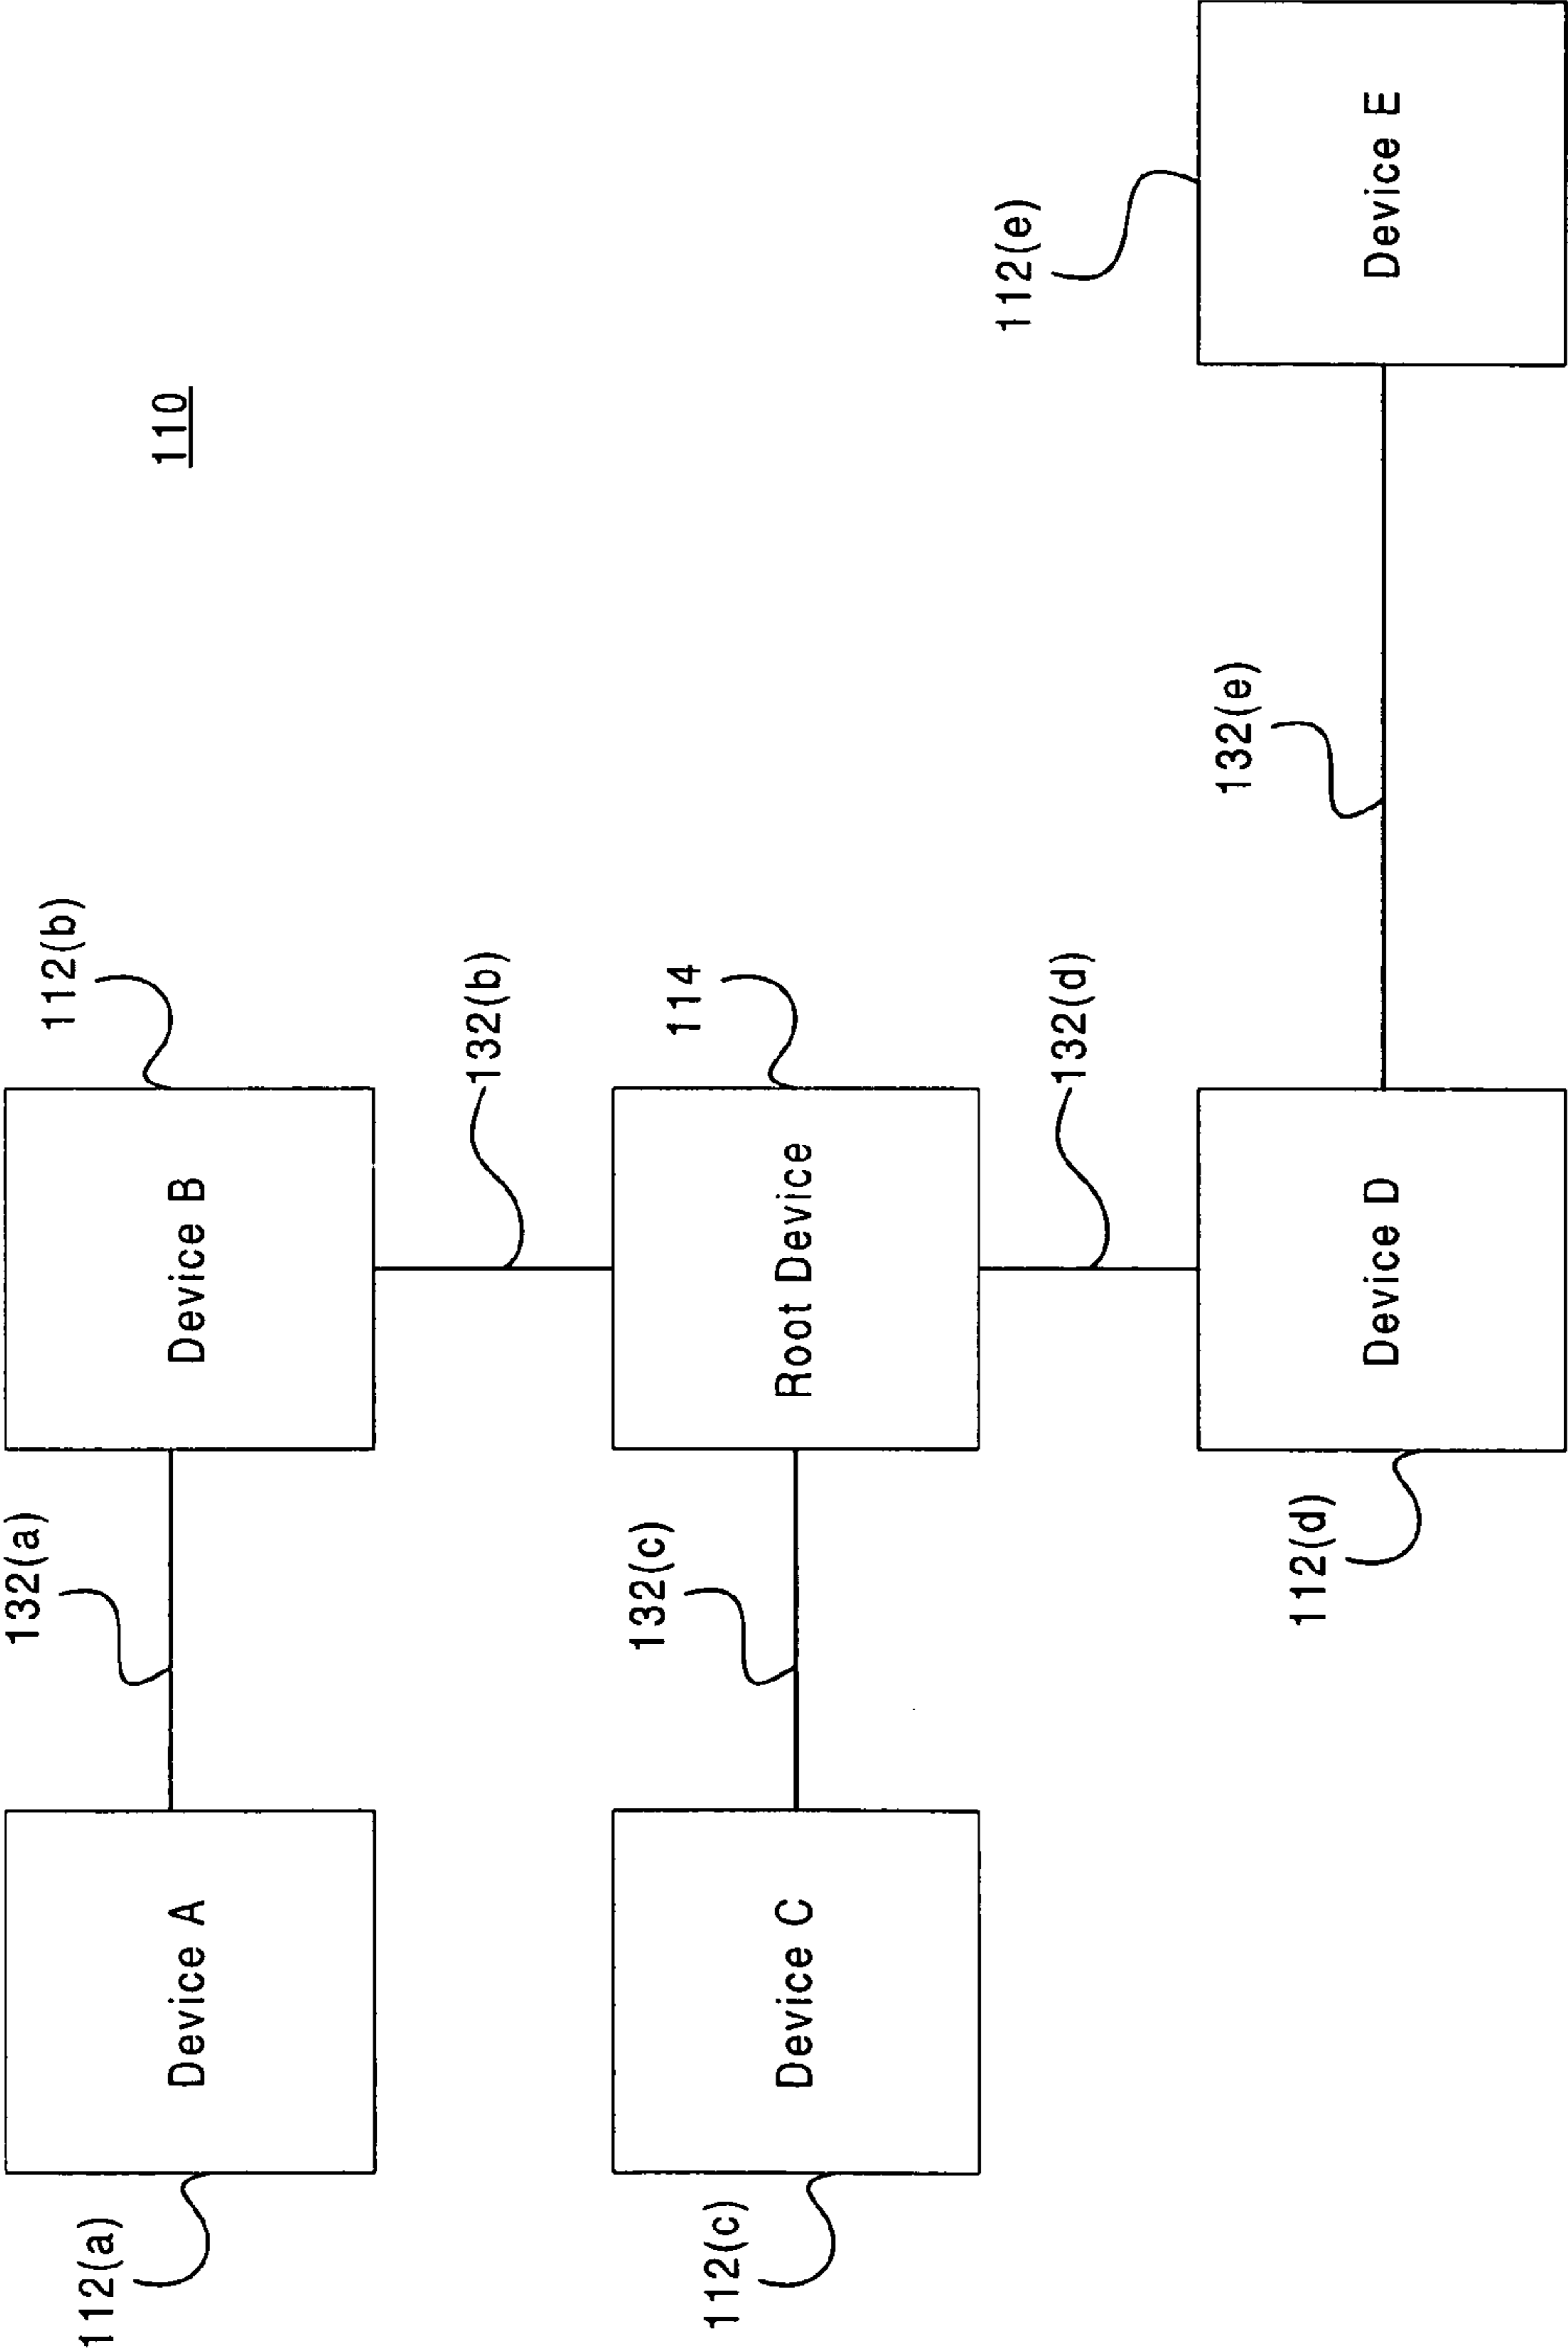 132(a)
112(b)
112(a)
110
Device A
Device B
132(b)
132(c)
114
112(c)
Device C
Root Device
112(e)
132(d)
132(e)
112(d)
Device D
Device E